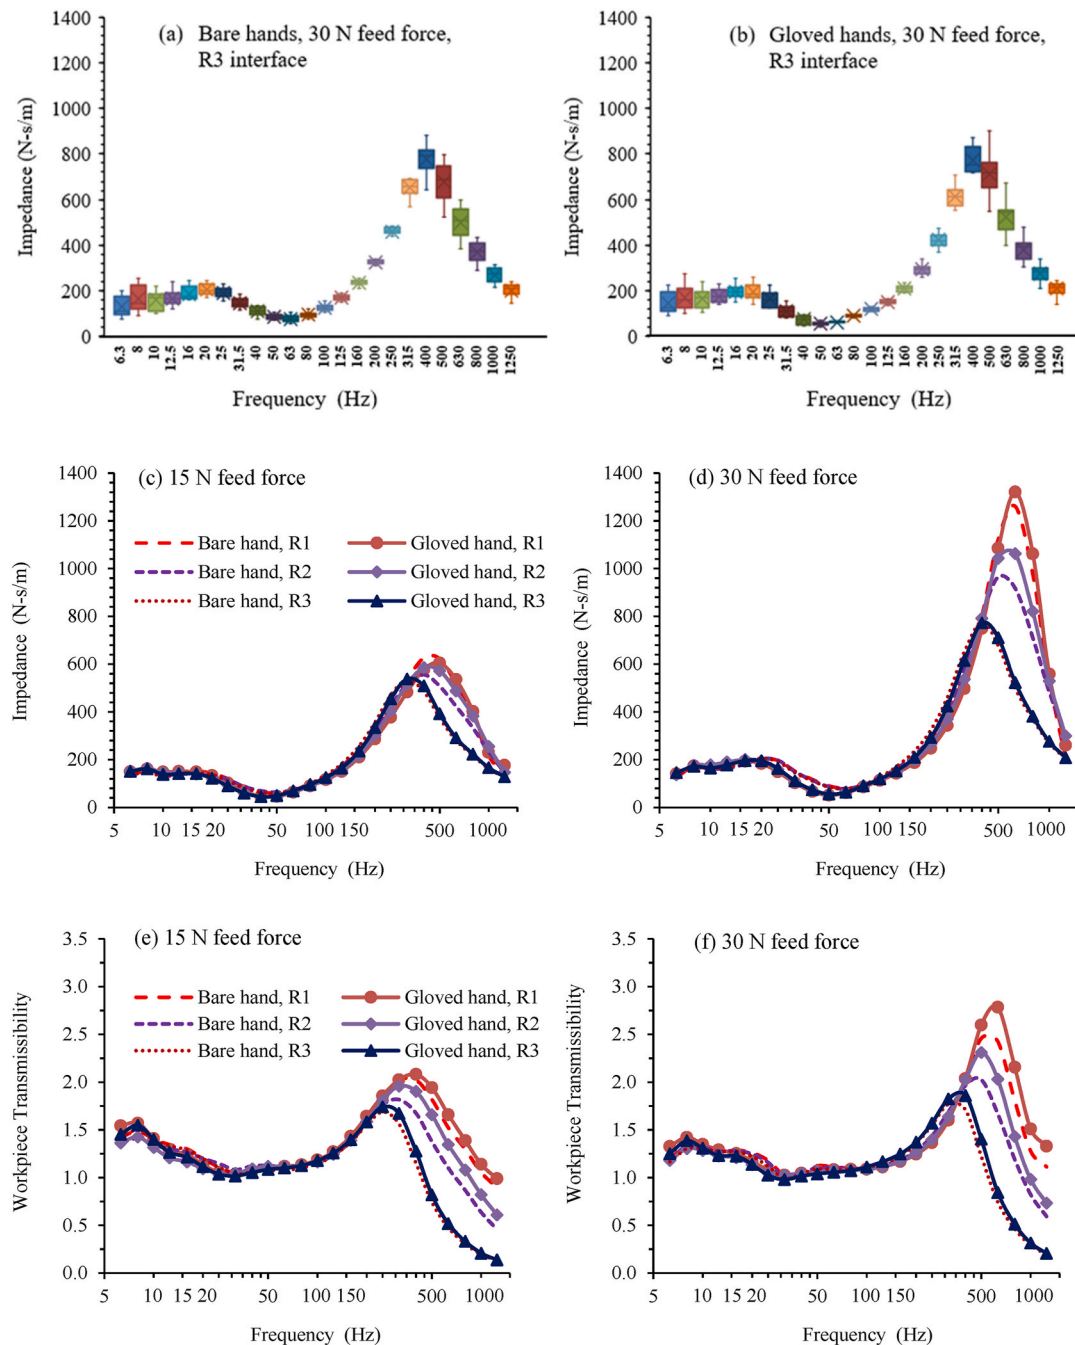 (a) Bare hands, 30 N feed force,
R3 interface
Impedance (N-s/m)
1400
1200
1000
800
600
400
200
0
6.3 8 10 12.5 16 20 25 31.5 40 50 63 80 100 125 160 200 250 315 400 500 630 800 1000 1250
Frequency (Hz)
(b) Gloved hands, 30 N feed force,
R3 interface
Impedance (N-s/m)
1400
1200
1000
800
600
400
200
0
6.3 8 10 12.5 16 20 25 31.5 40 50 63 80 100 125 160 200 250 315 400 500 630 800 1000 1250
Frequency (Hz)
(c) 15 N feed force
Impedance (N-s/m)
1400
1200
1000
800
600
400
200
0
Bare hand, R1 Gloved hand, R1
Bare hand, R2 Gloved hand, R2
Bare hand, R3 Gloved hand, R3
5 10 15 20 50 100 150 500 1000
Frequency (Hz)
(d) 30 N feed force
Impedance (N-s/m)
1400
1200
1000
800
600
400
200
0
5 10 15 20 50 100 150 500 1000
Frequency (Hz)
(e) 15 N feed force
Workpiece Transmissibility
3.5
3.0
2.5
2.0
1.5
1.0
0.5
0.0
Bare hand, R1 Gloved hand, R1
Bare hand, R2 Gloved hand, R2
Bare hand, R3 Gloved hand, R3
5 10 15 20 50 100 150 500 1000
Frequency (Hz)
(f) 30 N feed force
Workpiece Transmissibility
3.5
3.0
2.5
2.0
1.5
1.0
0.5
0.0
5 10 15 20 50 100 150 500 1000
Frequency (Hz)